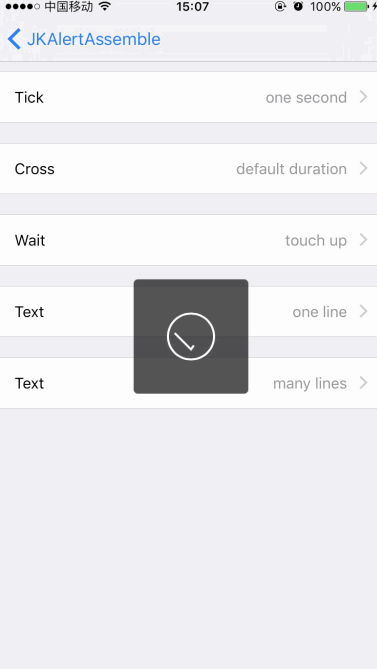 中国移动 15:07 100%
JKAlertAssemble
Tick one second
Cross default duration
Wait touch up
Text one line
Text many lines